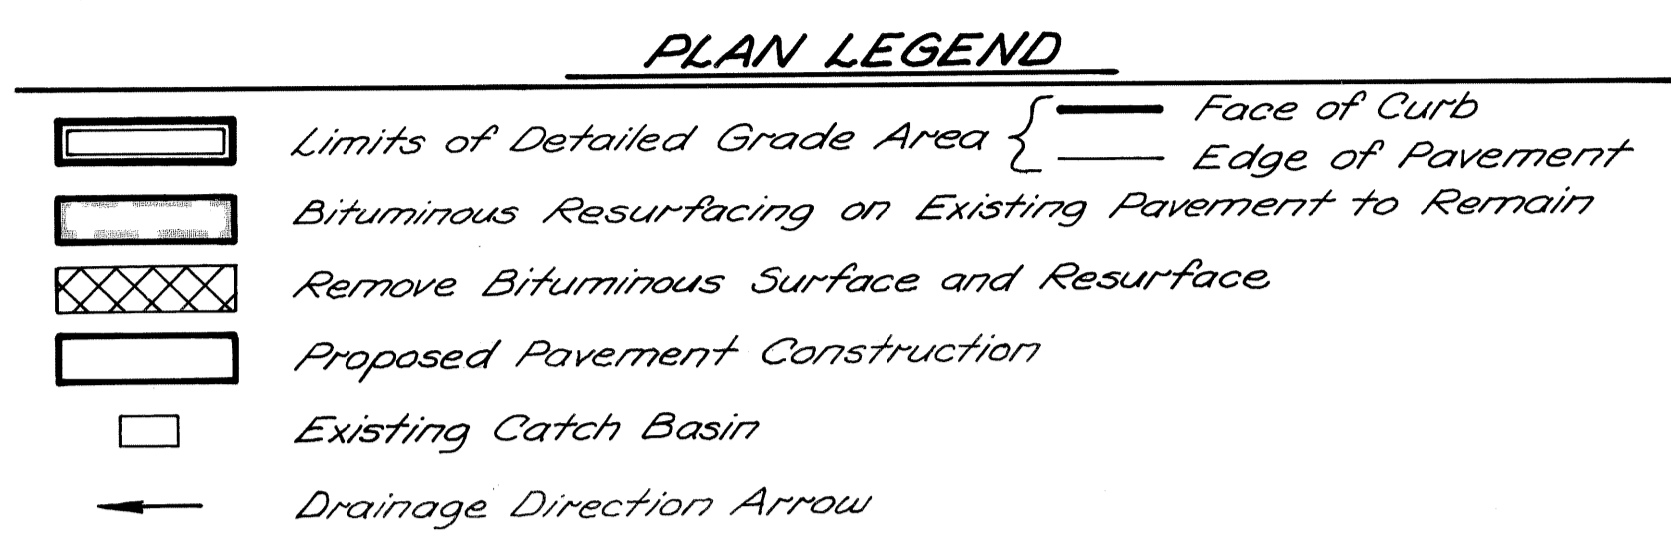 PLAN LEGEND
Limits of Detailed Grade Area
Face of Curb
Edge of Pavement
Bituminous Resurfacing on Existing Pavement to Remain
Remove Bituminous Surface and Resurface
Proposed Pavement Construction
Existing Catch Basin
Drainage Direction Arrow